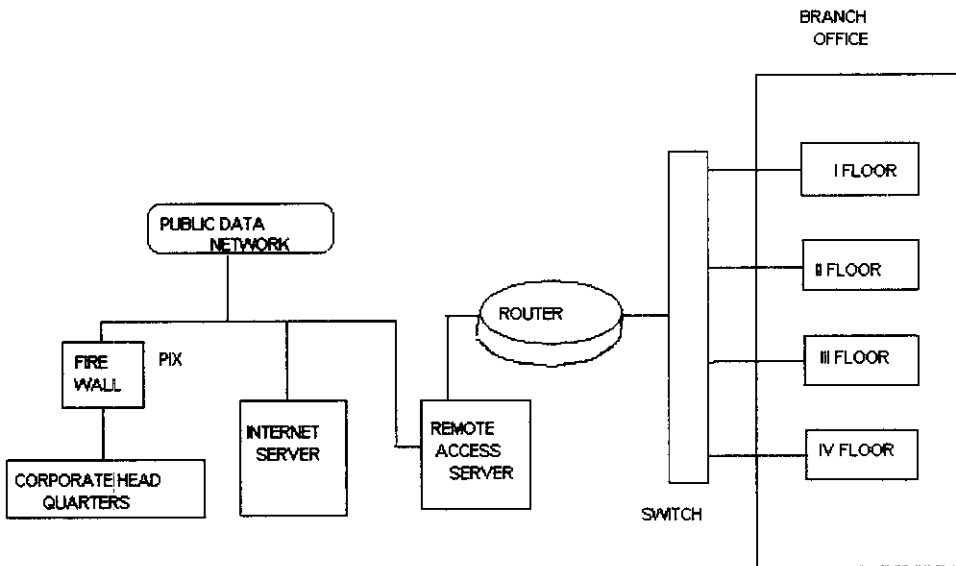 BRANCH
OFFICE
I FLOOR
PUBLIC DATA
NETWORK
II FLOOR
ROUTER
FIRE
WALL
PIX
III FLOOR
INTERNET
SERVER
REMOTE
ACCESS
SERVER
IV FLOOR
CORPORATE HEAD
QUARTERS
SWITCH